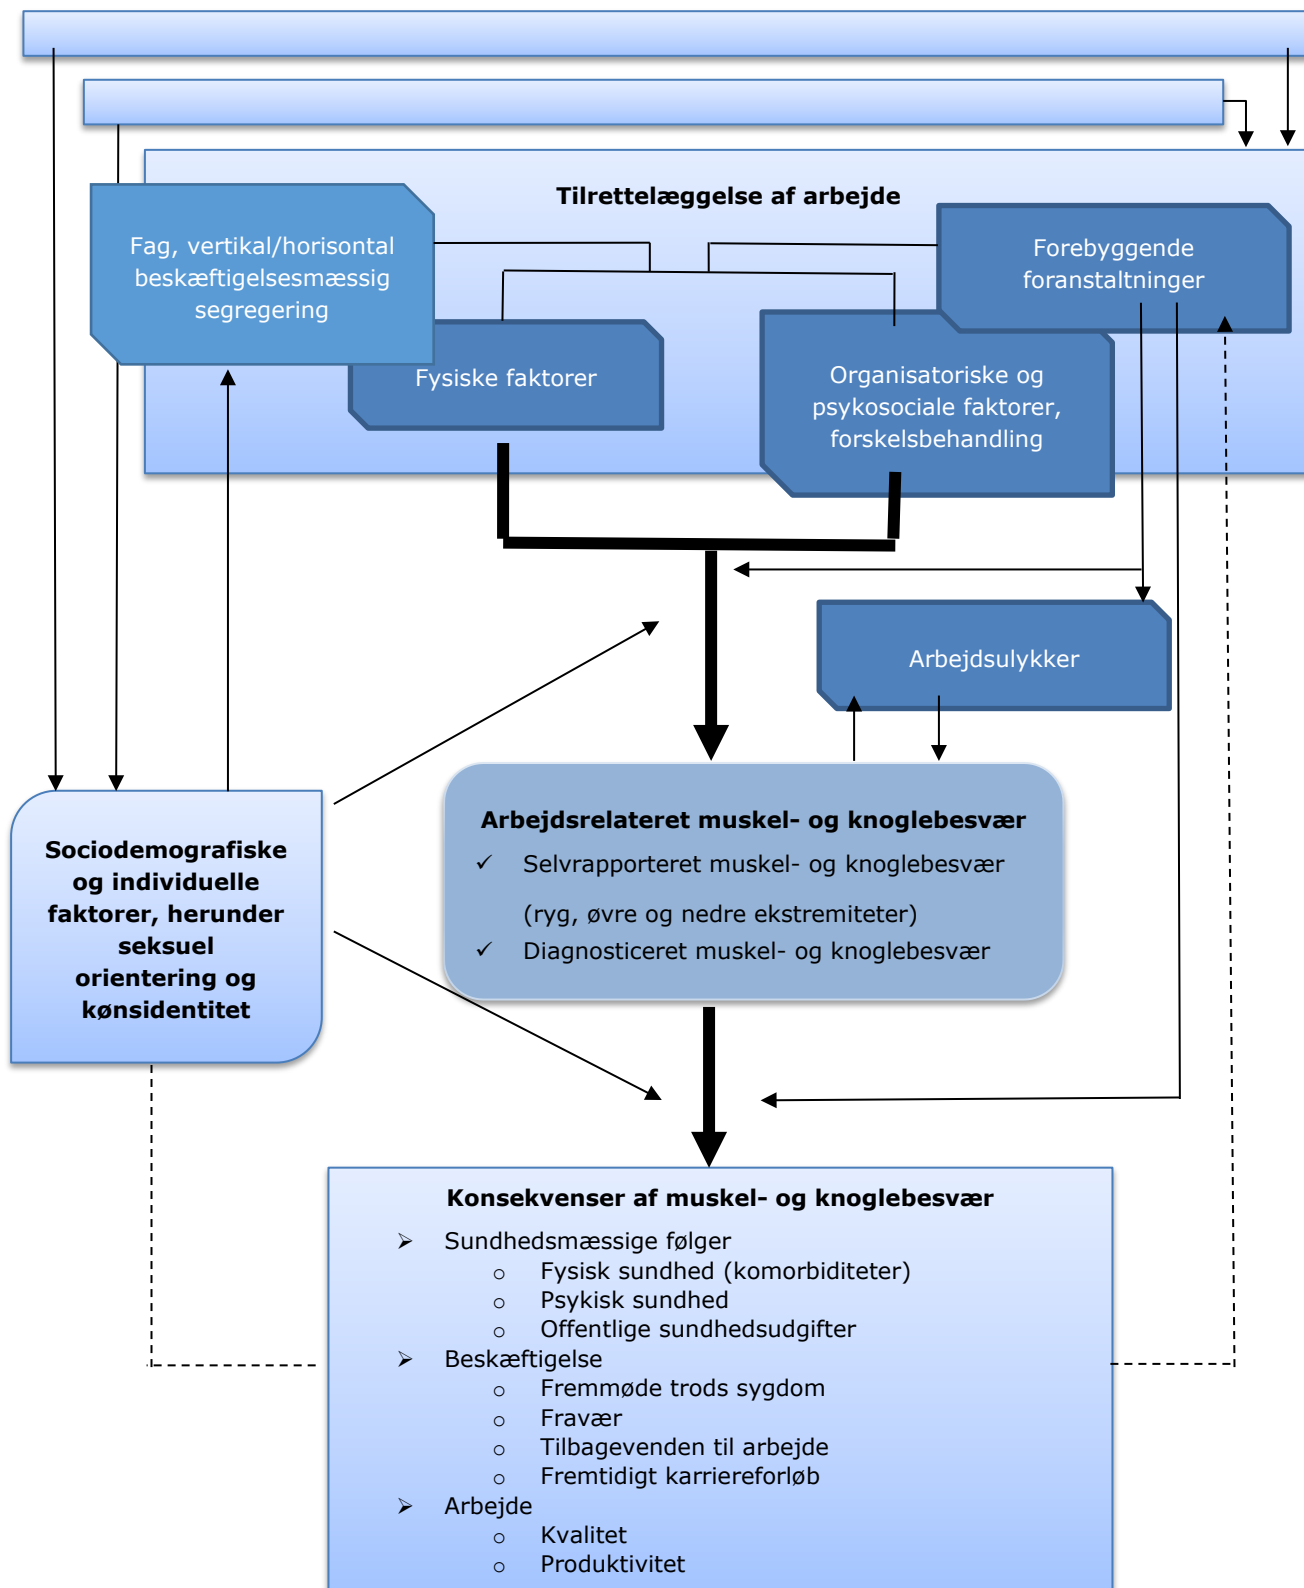 Tilrettelæggelse af arbejde
Fag, vertikal/horisontal
beskæftigelsesmæssig
segregering
Forebyggende
foranstaltninger
Fysiske faktorer
Organisatoriske og
psykosociale faktorer,
forskelsbehandling
Arbejdsulykker
Sociodemografiske
og individuelle
faktorer, herunder
seksuel
orientering og
kønsidentitet
Arbejdsrelateret muskel- og knoglebesvær
✓ Selvrapporteret muskel- og knoglebesvær
(ryg, øvre og nedre ekstremiteter)
✓ Diagnosticeret muskel- og knoglebesvær
Konsekvenser af muskel- og knoglebesvær
➢ Sundhedsmæssige følger
o Fysisk sundhed (komorbiditeter)
o Psykisk sundhed
o Offentlige sundhedsudgifter
➢ Beskæftigelse
o Fremmøde trods sygdom
o Fravær
o Tilbagevenden til arbejde
o Fremtidigt karriereforløb
➢ Arbejde
o Kvalitet
o Produktivitet